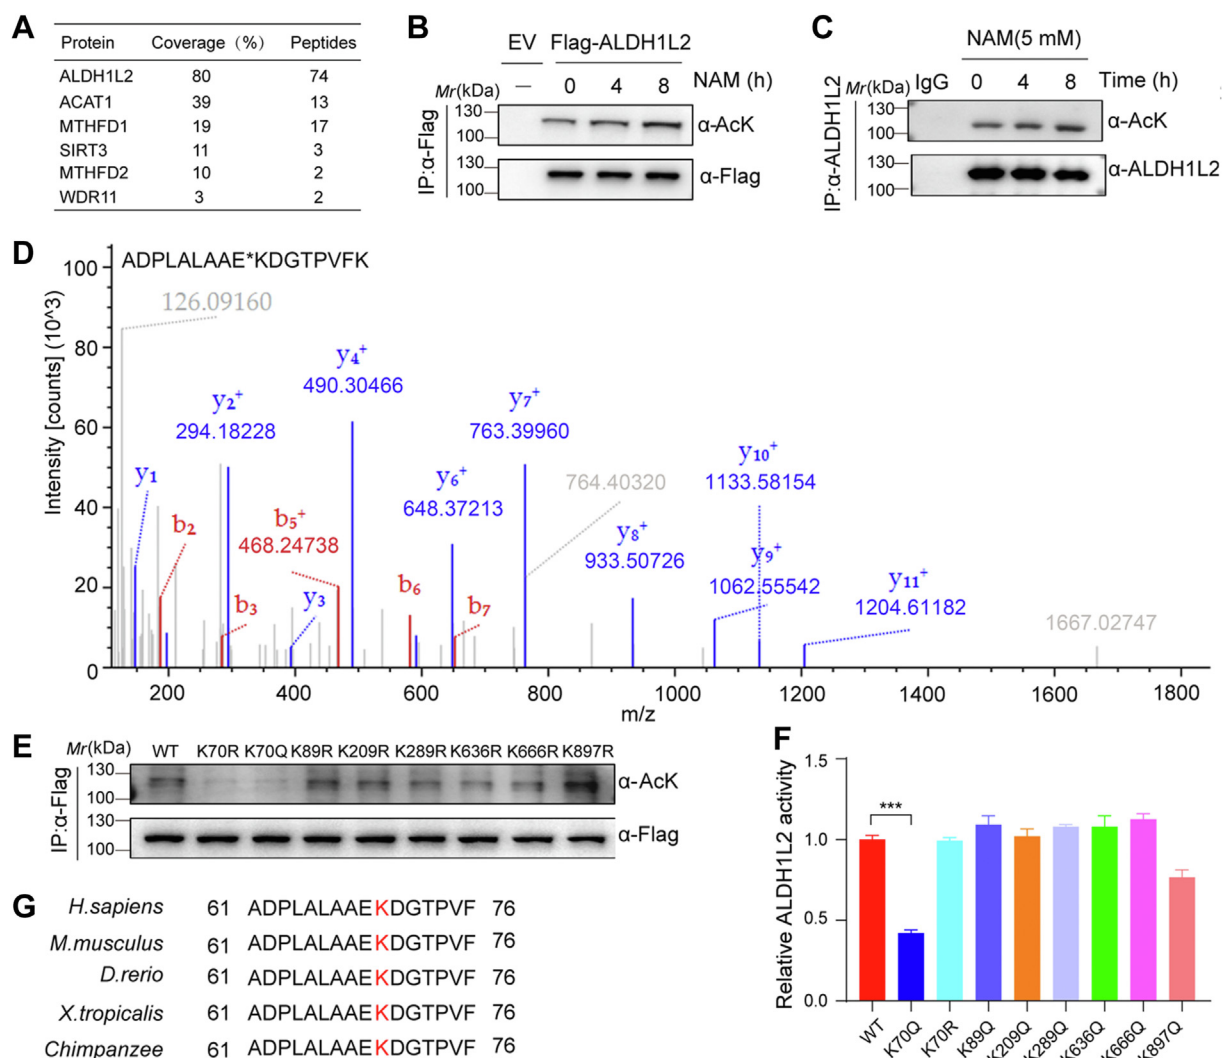 A
Protein Coverage (%) Peptides
ALDH1L2 80 74
ACAT1 39 13
MTHFD1 19 17
SIRT3 11 3
MTHFD2 10 2
WDR11 3 2
B
EV Flag-ALDH1L2
— 0 4 8 NAM (h)
Mr(kDa)
IP:α-Flag
130
100
α-AcK
130
100
α-Flag
C
NAM(5 mM)
Mr(kDa) IgG 0 4 8 Time (h)
IP:α-ALDH1L2
130
100
α-AcK
130
100
α-ALDH1L2
D
ADPLALAAE*KDGTPVFK
Intensity [counts] (10^3)
100
80
60
40
20
0
126.09160
y1
b2
y2+
294.18228
b3
b5+
468.24738
y3
y4+
490.30466
b6
b7
y6+
648.37213
y7+
763.39960
764.40320
y8+
933.50726
y10+
1133.58154
y9+
1062.55542
y11+
1204.61182
1667.02747
200 400 600 800 1000 1200 1400 1600 1800
m/z
E
Mr(kDa) WT K70R K70Q K89R K209R K289R K636R K666R K897R
IP:α-Flag
130
100
α-AcK
130
100
α-Flag
F
Relative ALDH1L2 activity
1.5
1.0
0.5
0.0
***
WT K70Q K70R K89Q K209Q K289Q K636Q K666Q K897Q
G
H.sapiens 61 ADPLALAAEKDGTPVF 76
M.musculus 61 ADPLALAAEKDGTPVF 76
D.rerio 61 ADPLALAAEKDGTPVF 76
X.tropicalis 61 ADPLALAAEKDGTPVF 76
Chimpanzee 61 ADPLALAAEKDGTPVF 76